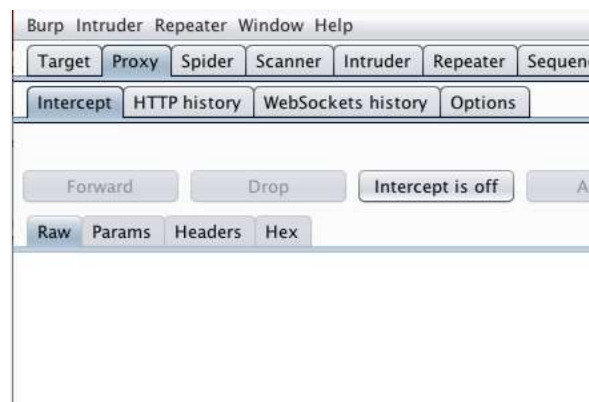 Burp Intruder Repeater Window Help
Target Proxy Spider Scanner Intruder Repeater
Intercept HTTP history WebSockets history Options
Forward Drop Intercept is off
Raw Params Headers Hex